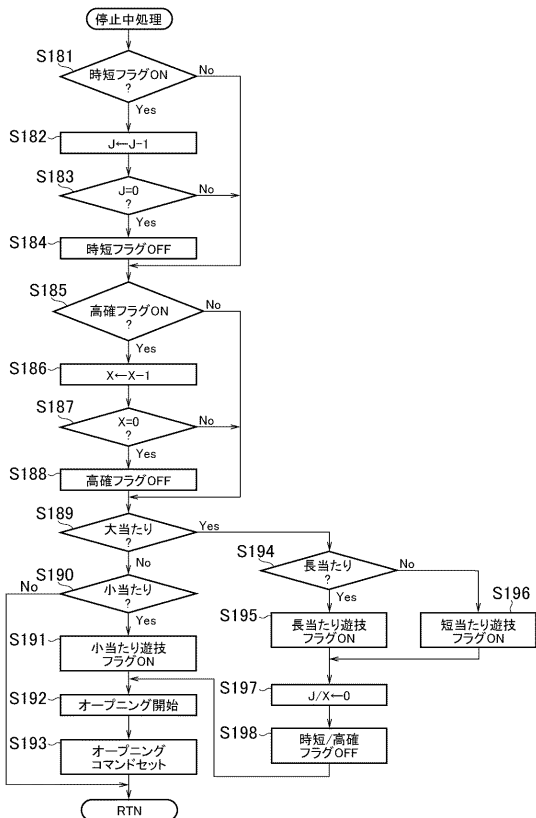 停止中処理
S181
時短フラグON
?
No
Yes
S182
J←J-1
S183
J=0
?
No
Yes
S184
時短フラグOFF
S185
高確フラグON
?
No
Yes
S186
X←X-1
S187
X=0
?
No
Yes
S188
高確フラグOFF
S189
大当たり
?
Yes
No
S190
小当たり
?
No
Yes
S191
小当たり遊技
フラグON
S192
オープニング開始
S193
オープニング
コマンドセット
RTN
S194
長当たり
?
No
Yes
S195
長当たり遊技
フラグON
S196
短当たり遊技
フラグON
S197
J/X←0
S198
時短/高確
フラグOFF